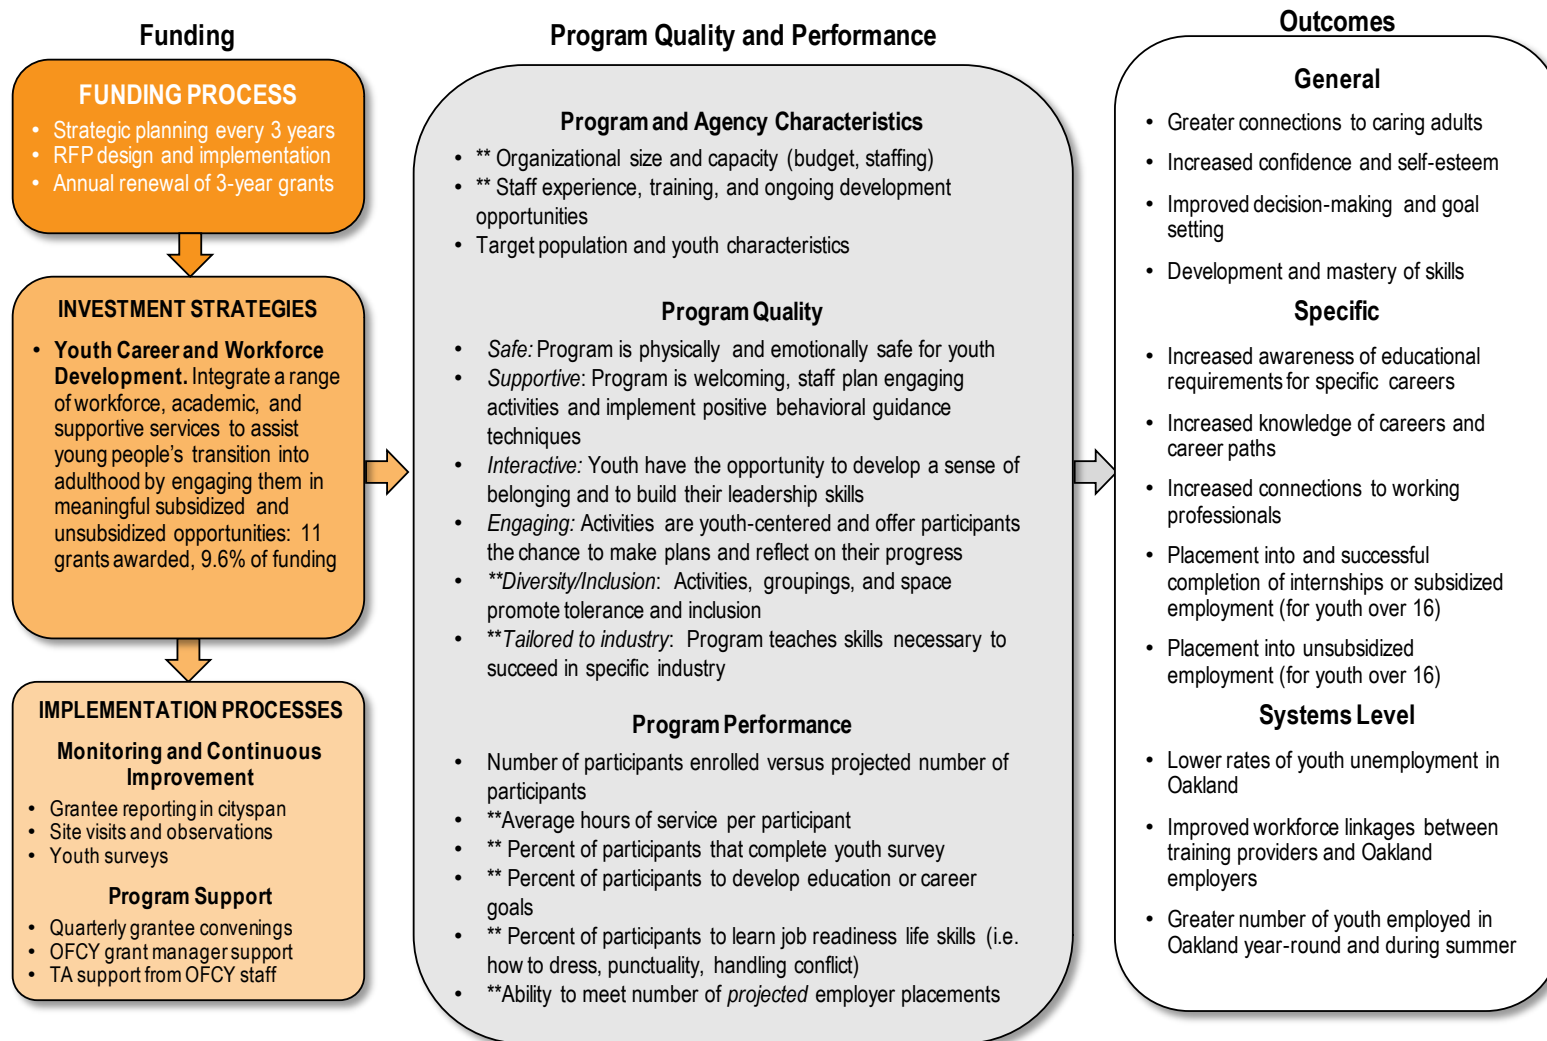 Funding
FUNDING PROCESS
• Strategic planning every 3 years
• RFP design and implementation
• Annual renewal of 3-year grants
INVESTMENT STRATEGIES
• Youth Career and Workforce
Development. Integrate a range
of workforce, academic, and
supportive services to assist
young people's transition into
adulthood by engaging them in
meaningful subsidized and
unsubsidized opportunities: 11
grants awarded, 9.6% of funding
IMPLEMENTATION PROCESSES
Monitoring and Continuous
Improvement
• Grantee reporting in cityspan
• Site visits and observations
• Youth surveys
Program Support
• Quarterly grantee convenings
• OFCY grant manager support
• TA support from OFCY staff
Program Quality and Performance
Program and Agency Characteristics
• ** Organizational size and capacity (budget, staffing)
• ** Staff experience, training, and ongoing development
opportunities
• Target population and youth characteristics
Program Quality
• Safe: Program is physically and emotionally safe for youth
• Supportive: Program is welcoming, staff plan engaging
activities and implement positive behavioral guidance
techniques
• Interactive: Youth have the opportunity to develop a sense of
belonging and to build their leadership skills
• Engaging: Activities are youth-centered and offer participants
the chance to make plans and reflect on their progress
• **Diversity/Inclusion: Activities, groupings, and space
promote tolerance and inclusion
• **Tailored to industry: Program teaches skills necessary to
succeed in specific industry
Program Performance
• Number of participants enrolled versus projected number of
participants
• **Average hours of service per participant
• ** Percent of participants that complete youth survey
• ** Percent of participants to develop education or career
goals
• ** Percent of participants to learn job readiness life skills (i.e.
how to dress, punctuality, handling conflict)
• **Ability to meet number of projected employer placements
Outcomes
General
• Greater connections to caring adults
• Increased confidence and self-esteem
• Improved decision-making and goal
setting
• Development and mastery of skills
Specific
• Increased awareness of educational
requirements for specific careers
• Increased knowledge of careers and
career paths
• Increased connections to working
professionals
• Placement into and successful
completion of internships or subsidized
employment (for youth over 16)
• Placement into unsubsidized
employment (for youth over 16)
Systems Level
• Lower rates of youth unemployment in
Oakland
• Improved workforce linkages between
training providers and Oakland
employers
• Greater number of youth employed in
Oakland year-round and during summer